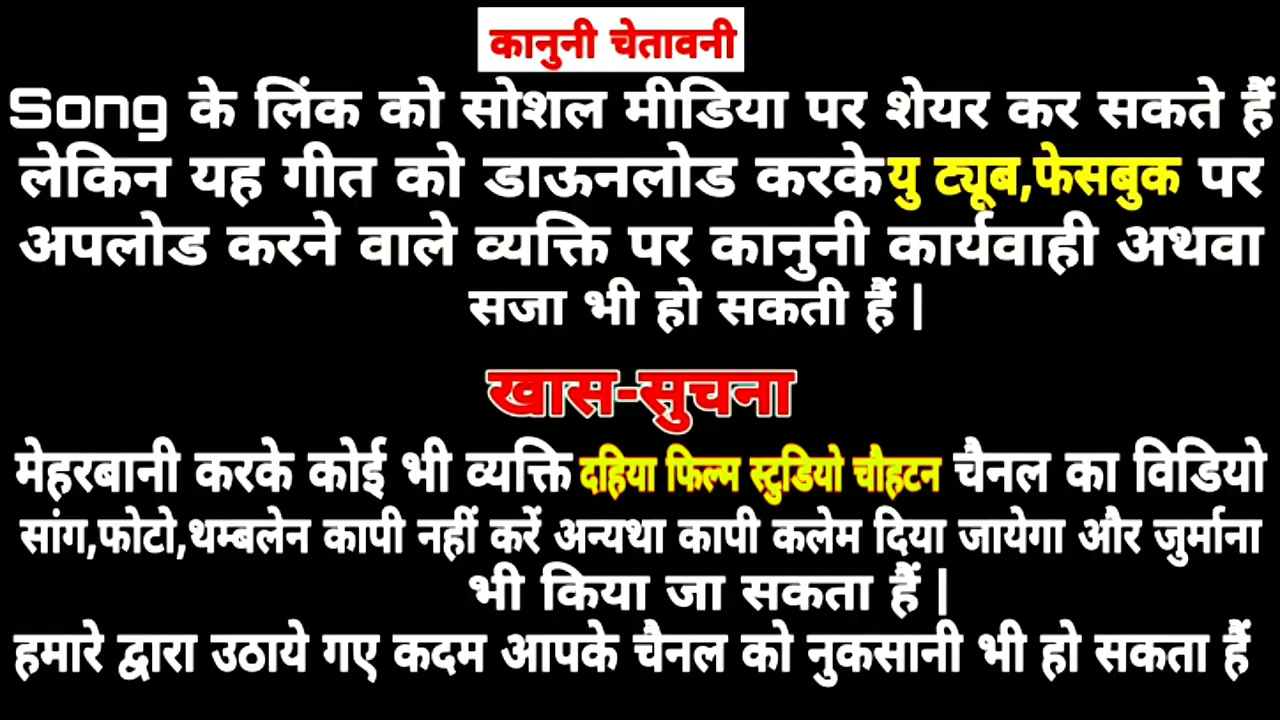 कानुनी चेतावनी
Song के लिंक को सोशल मीडिया पर शेयर कर सकते हैं
लेकिन यह गीत को डाऊनलोड करके यु ट्यूब,फेसबुक पर
अपलोड करने वाले व्यक्ति पर कानुनी कार्यवाही अथवा
सजा भी हो सकती हैं |
खास-सुचना
मेहरबानी करके कोई भी व्यक्ति दहिया फिल्म स्टुडियो चौहटन चैनल का विडियो
सांग,फोटो,थम्बलेन कापी नहीं करें अन्यथा कापी कलेम दिया जायेगा और जुर्माना
भी किया जा सकता हैं |
हमारे द्वारा उठाये गए कदम आपके चैनल को नुकसानी भी हो सकता हैं